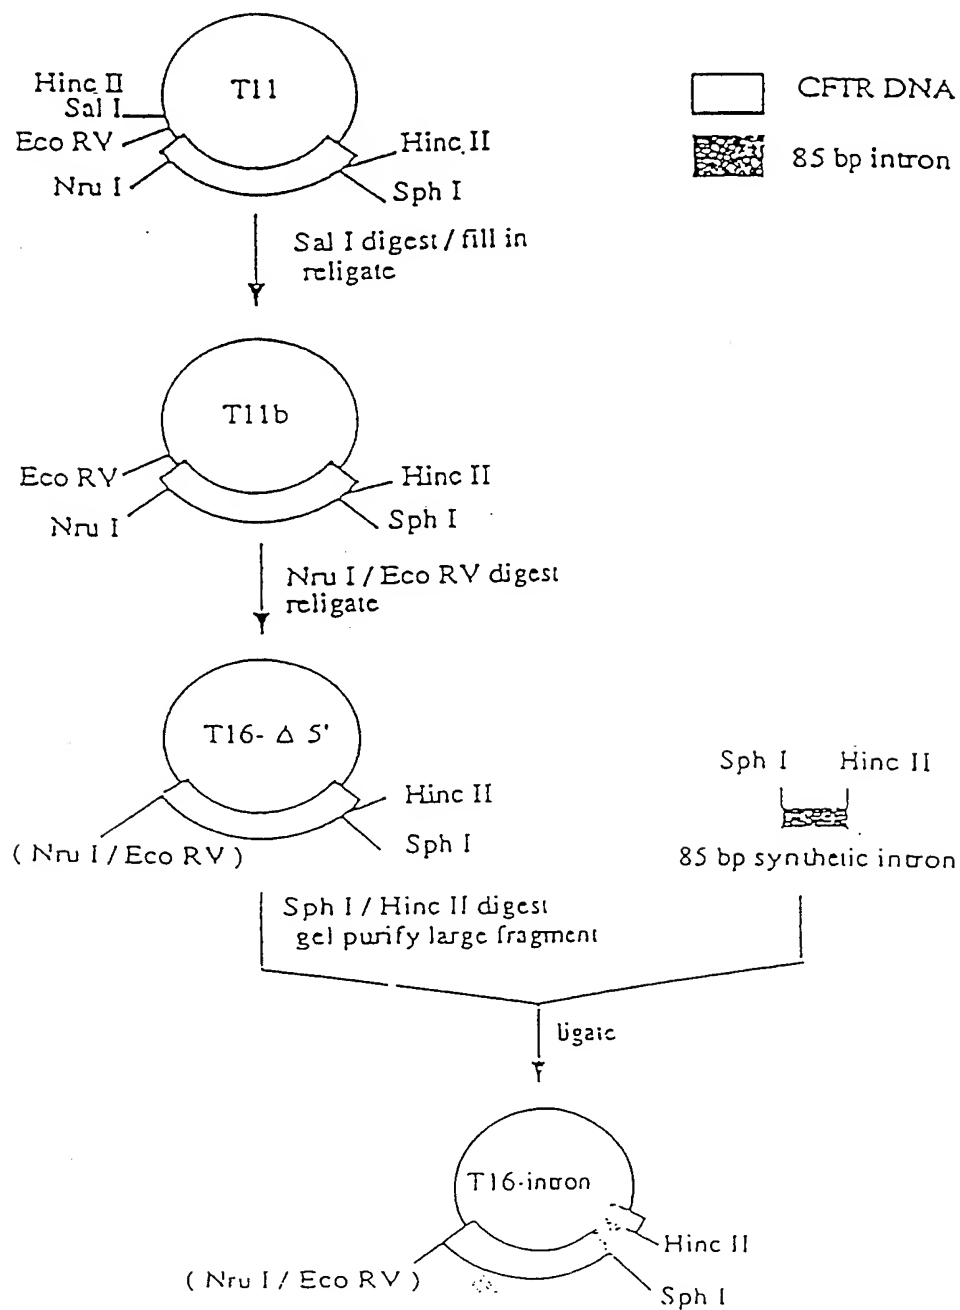 T11
Hinc II
Sal I
Eco RV
Nru I
Hinc II
Sph I
CFTR DNA
85 bp intron
Sal I digest / fill in
religate
T11b
Eco RV
Nru I
Hinc II
Sph I
Nru I / Eco RV digest
religate
T16- Δ 5'
Hinc II
Sph I
( Nru I / Eco RV )
Sph I
Hinc II
85 bp synthetic intron
Sph I / Hinc II digest
gel purify large fragment
ligate
T16-intron
Hinc II
Sph I
( Nru I / Eco RV )